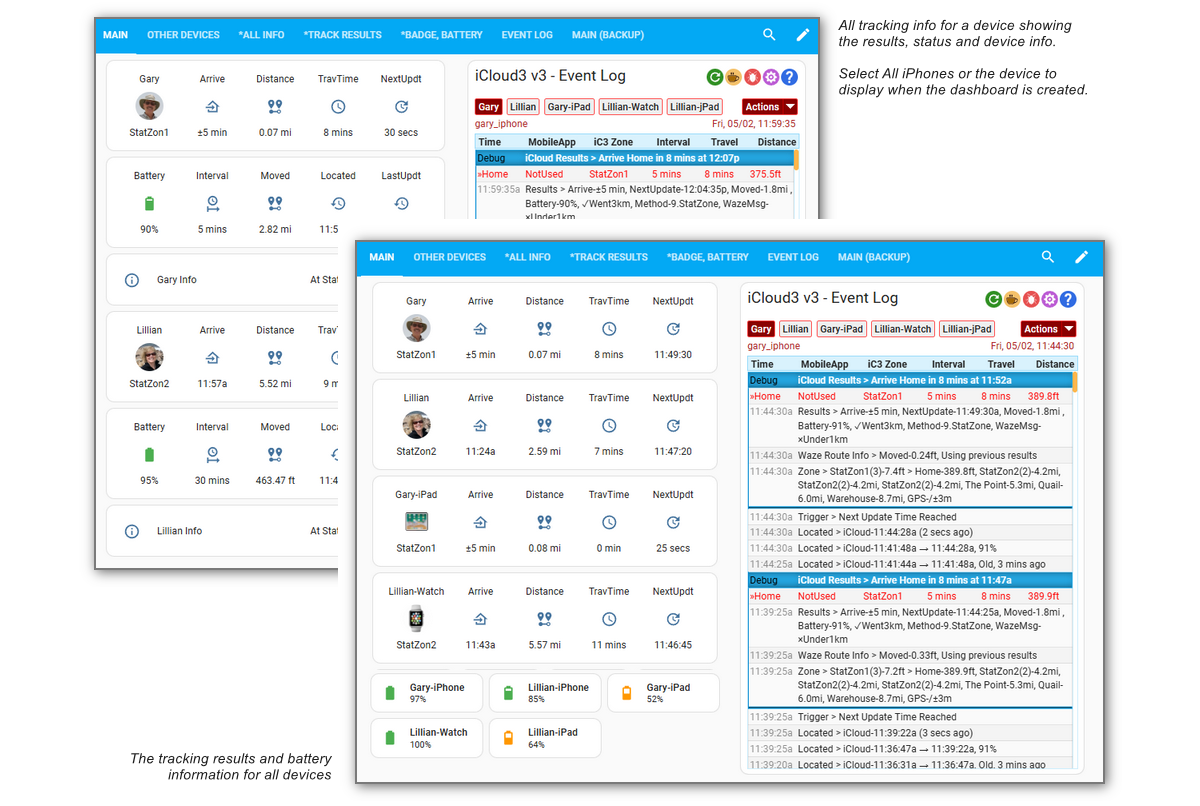 MAIN OTHER DEVICES *ALL INFO *TRACK RESULTS *BADGE, BATTERY EVENT LOG MAIN (BACKUP)
All tracking info for a device showing
the results, status and device info.
Select All iPhones or the device to
display when the dashboard is created.
Gary Arrive Distance TravTime NextUpdt
StatZon1 ±5 min 0.07 mi 8 mins 30 secs
Battery Interval Moved Located LastUpdt
90% 5 mins 2.82 mi 11:5
Gary Info At Stat
Lillian Arrive Distance Trav
StatZon2 11:57a 5.52 mi 9 m
Battery Interval Moved Loca
95% 30 mins 463.47 ft 11:4
Lillian Info At Stat
iCloud3 v3 - Event Log
Gary Lillian Gary-iPad Lillian-Watch Lillian-jPad Actions
gary_iphone Fri, 05/02, 11:59:35
Time MobileApp iC3 Zone Interval Travel Distance
Debug iCloud Results > Arrive Home in 8 mins at 12:07p
»Home NotUsed StatZon1 5 mins 8 mins 375.5ft
11:59:35a Results > Arrive-±5 min, NextUpdate-12:04:35p, Moved-1.8mi ,
Battery-90%, ✓Went3km, Method-9.StatZone, WazeMsg-
×Under1km
MAIN OTHER DEVICES *ALL INFO *TRACK RESULTS *BADGE, BATTERY EVENT LOG MAIN (BACKUP)
Gary Arrive Distance TravTime NextUpdt
StatZon1 ±5 min 0.07 mi 8 mins 11:49:30
Lillian Arrive Distance TravTime NextUpdt
StatZon2 11:24a 2.59 mi 7 mins 11:47:20
Gary-iPad Arrive Distance TravTime NextUpdt
StatZon1 ±5 min 0.08 mi 0 min 25 secs
Lillian-Watch Arrive Distance TravTime NextUpdt
StatZon2 11:43a 5.57 mi 11 mins 11:46:45
Gary-iPhone Lillian-iPhone Gary-iPad
97% 85% 52%
Lillian-Watch Lillian-iPad
100% 64%
iCloud3 v3 - Event Log
Gary Lillian Gary-iPad Lillian-Watch Lillian-jPad Actions
gary_iphone Fri, 05/02, 11:44:30
Time MobileApp iC3 Zone Interval Travel Distance
Debug iCloud Results > Arrive Home in 8 mins at 11:52a
»Home NotUsed StatZon1 5 mins 8 mins 389.8ft
11:44:30a Results > Arrive-±5 min, NextUpdate-11:49:30a, Moved-1.8mi ,
Battery-91%, ✓Went3km, Method-9.StatZone, WazeMsg-
×Under1km
11:44:30a Waze Route Info > Moved-0.24ft, Using previous results
11:44:30a Zone > StatZon1(3)-7.4ft > Home-389.8ft, StatZon2(2)-4.2mi,
StatZon2(2)-4.2mi, StatZon2(2)-4.2mi, The Point-5.3mi, Quail-
6.0mi, Warehouse-8.7mi, GPS-/±3m
11:44:30a Trigger > Next Update Time Reached
11:44:30a Located > iCloud-11:44:28a (2 secs ago)
11:44:30a Located > iCloud-11:41:48a → 11:44:28a, 91%
11:44:25a Located > iCloud-11:41:44a → 11:41:48a, Old, 3 mins ago
Debug iCloud Results > Arrive Home in 8 mins at 11:47a
»Home NotUsed StatZon1 5 mins 8 mins 389.9ft
11:39:25a Results > Arrive-±5 min, NextUpdate-11:44:25a, Moved-1.8mi ,
Battery-91%, ✓Went3km, Method-9.StatZone, WazeMsg-
×Under1km
11:39:25a Waze Route Info > Moved-0.33ft, Using previous results
11:39:25a Zone > StatZon1(3)-7.2ft > Home-389.9ft, StatZon2(2)-4.2mi,
StatZon2(2)-4.2mi, StatZon2(2)-4.2mi, The Point-5.3mi, Quail-
6.0mi, Warehouse-8.7mi, GPS-/±3m
11:39:25a Trigger > Next Update Time Reached
11:39:25a Located > iCloud-11:39:22a (3 secs ago)
11:39:25a Located > iCloud-11:36:47a → 11:39:22a, 91%
11:39:20a Located > iCloud-11:36:31a → 11:36:47a, Old, 3 mins ago
The tracking results and battery
information for all devices